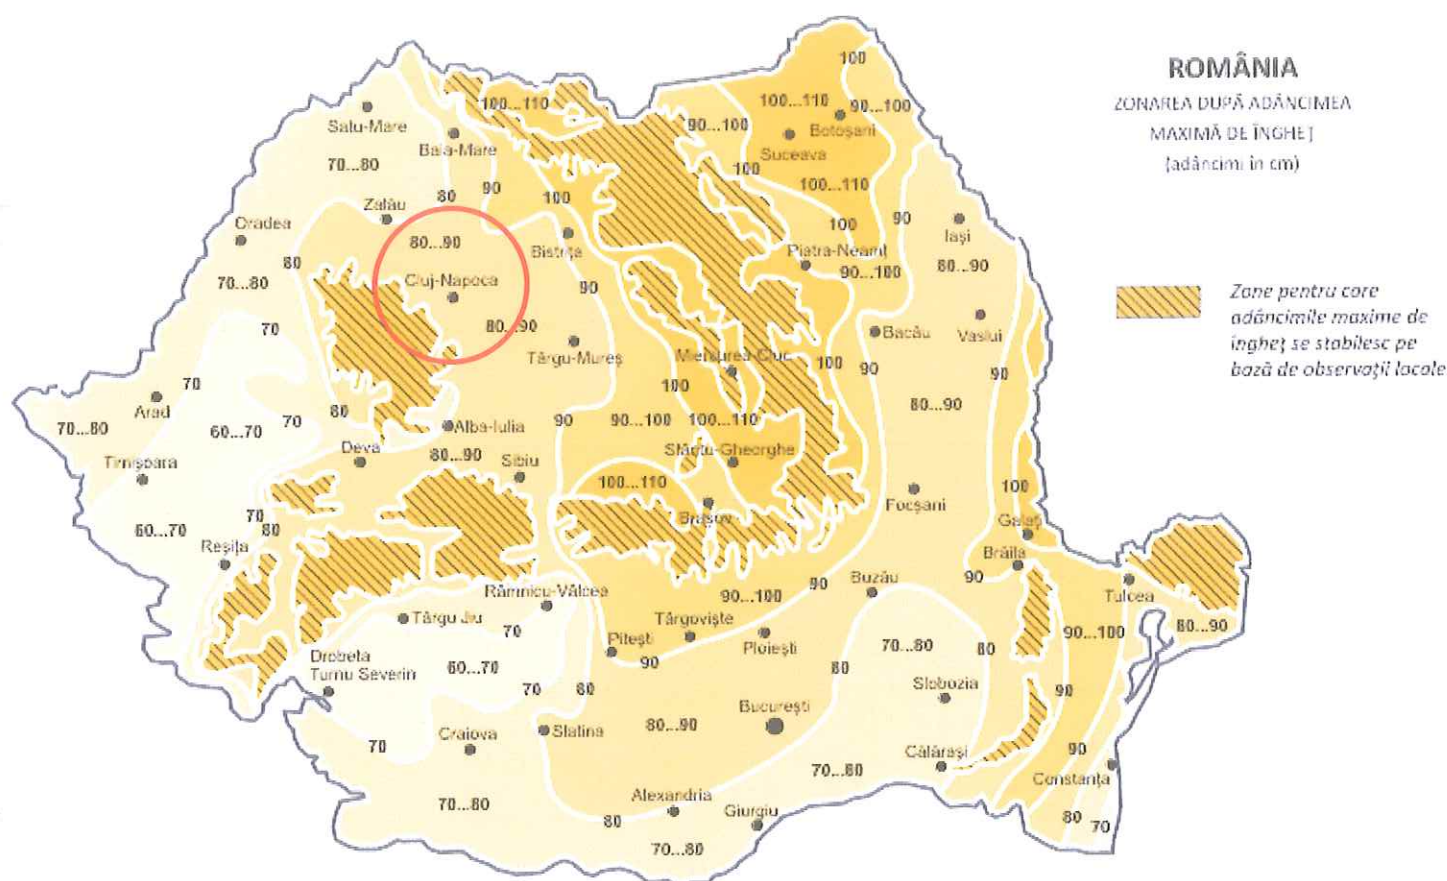 ROMÂNIA
ZONAREA DUPĂ ADÂNCIMEA
MAXIMĂ DE ÎNGHEȚ
(adâncimi în cm)
Zone pentru care
adâncimile maxime de
îngheț se stabilesc pe
bază de observații locale
100
100...110
100...110
90...100
Satu-Mare
90...100
Botoșani
Baia-Mare
Suceava
70...80
100
80
90
100
100...110
Zalău
100
90
Oradea
80...90
Iași
Bistrița
Piatra-Neamț
80
90...100
80...90
70...80
Cluj-Napoca
90
70
80...90
Bacău
Vaslui
Târgu-Mureș
Miercurea-Ciuc
100
90
90
70
100
Arad
80
70
90
90...100
100...110
80...90
70...80
60...70
Alba-Iulia
Deva
80...90
Sfântu-Gheorghe
Timișoara
Sibiu
100...110
100
Focșani
70
Brașov
Galați
60...70
80
Reșița
Brăila
90
Buzău
90
Râmnicu-Vâlcea
90...100
Tulcea
Târgu Jiu
Târgoviște
70
80...90
90...100
Pitești
Ploiești
70...80
80
Drobeta
Turnu Severin
60...70
90
80
70
80
Slobozia
90
București
Craiova
Slatina
80...90
70
Călărași
90
70...80
Constanța
70...80
Alexandria
Giurgiu
80
80
70
70...80